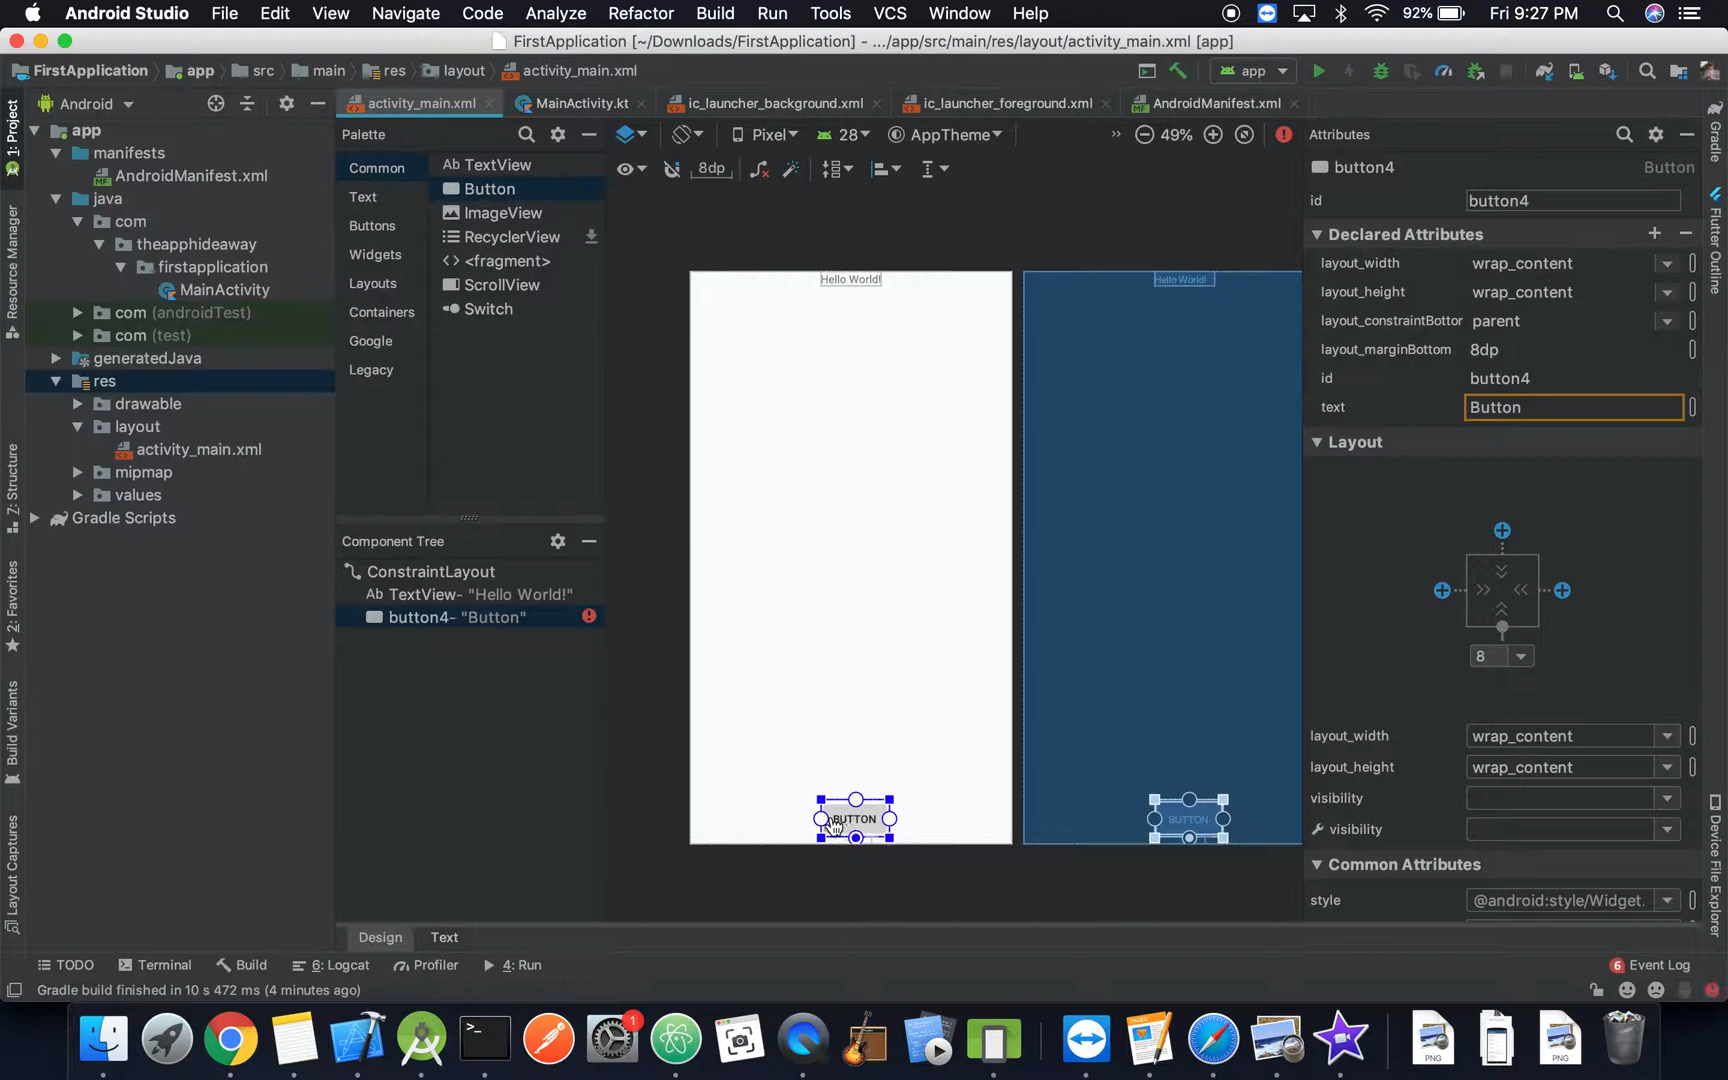 Android Studio File Edit View Navigate Code Analyze Refactor Build Run Tools VCS Window Help 92% Fri 9:27 PM
FirstApplication [~/Downloads/FirstApplication] - .../app/src/main/res/layout/activity_main.xml [app]
FirstApplication app src main res layout activity_main.xml app
1: Project
Resource Manager
Z: Structure
2: Favorites
Build Variants
Layout Captures
Android
app
manifests
AndroidManifest.xml
java
com
theapphideaway
firstapplication
MainActivity
com (androidTest)
com (test)
generatedJava
res
drawable
layout
activity_main.xml
mipmap
values
Gradle Scripts
activity_main.xml MainActivity.kt ic_launcher_background.xml ic_launcher_foreground.xml AndroidManifest.xml
Palette
Common
Text
Buttons
Widgets
Layouts
Containers
Google
Legacy
Ab TextView
Button
ImageView
RecyclerView
<fragment>
ScrollView
Switch
Component Tree
ConstraintLayout
Ab TextView- "Hello World!"
button4- "Button"
Pixel 28 AppTheme 49%
8dp
Hello World!
BUTTON
Hello World!
BUTTON
Attributes
button4 Button
id button4
Declared Attributes
layout_width wrap_content
layout_height wrap_content
layout_constraintBottor parent
layout_marginBottom 8dp
id button4
text Button
Layout
8
layout_width wrap_content
layout_height wrap_content
visibility
visibility
Common Attributes
style @android:style/Widget.
Gradle
Flutter Outline
Device File Explorer
Design Text
TODO Terminal Build 6: Logcat Profiler 4: Run 6 Event Log
Gradle build finished in 10 s 472 ms (4 minutes ago)
>_
1
PNG
PNG